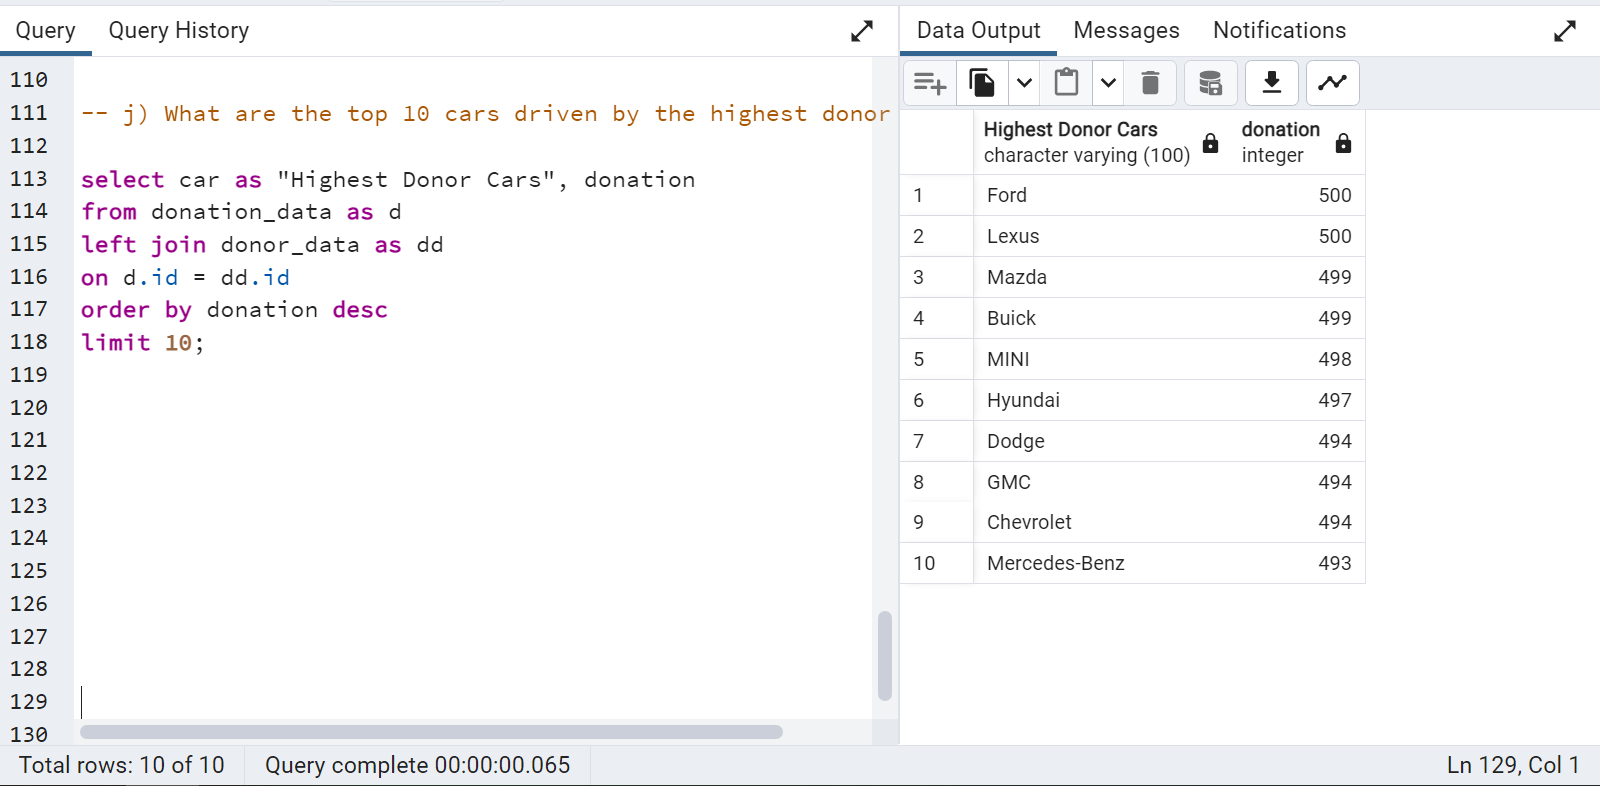 Query Query History
110
111 -- j) What are the top 10 cars driven by the highest donor
112
113 select car as "Highest Donor Cars", donation
114 from donation_data as d
115 left join donor_data as dd
116 on d.id = dd.id
117 order by donation desc
118 limit 10;
119
120
121
122
123
124
125
126
127
128
129
130
Data Output Messages Notifications
Highest Donor Cars donation
character varying (100) integer
1 Ford 500
2 Lexus 500
3 Mazda 499
4 Buick 499
5 MINI 498
6 Hyundai 497
7 Dodge 494
8 GMC 494
9 Chevrolet 494
10 Mercedes-Benz 493
Total rows: 10 of 10 Query complete 00:00:00.065 Ln 129, Col 1